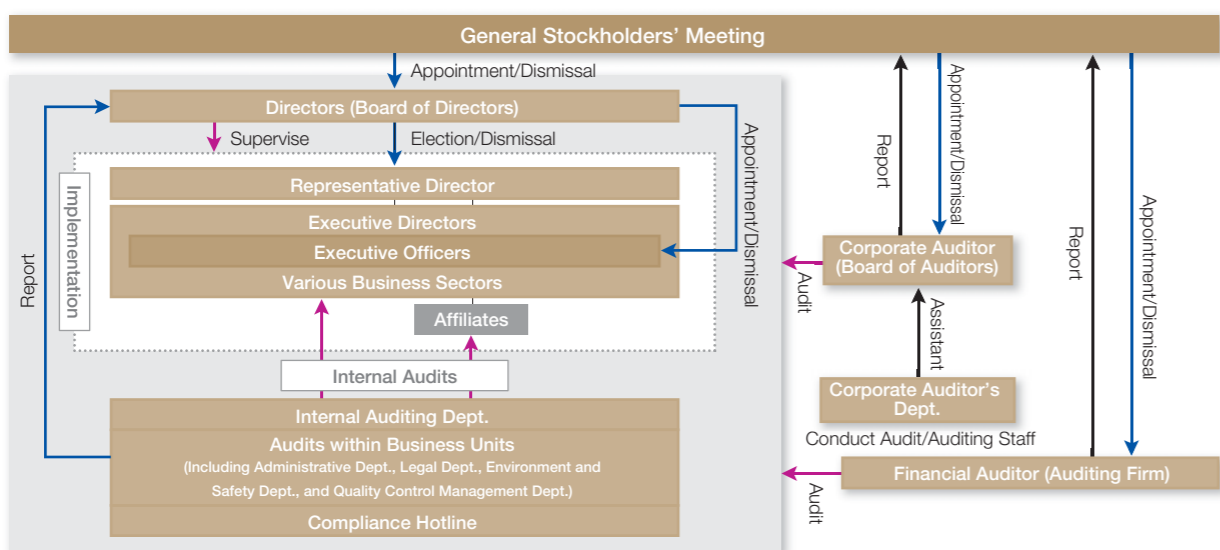 General Stockholders' Meeting
Appointment/Dismissal
Directors (Board of Directors)
Supervise
Election/Dismissal
Appointment/Dismissal
Implementation
Representative Director
Executive Directors
Executive Officers
Various Business Sectors
Affiliates
Report
Internal Audits
Internal Auditing Dept.
Audits within Business Units
(Including Administrative Dept., Legal Dept., Environment and
Safety Dept., and Quality Control Management Dept.)
Compliance Hotline
Report
Appointment/Dismissal
Corporate Auditor
(Board of Auditors)
Audit
Assistant
Corporate Auditor's
Dept.
Conduct Audit/Auditing Staff
Report
Appointment/Dismissal
Financial Auditor (Auditing Firm)
Audit